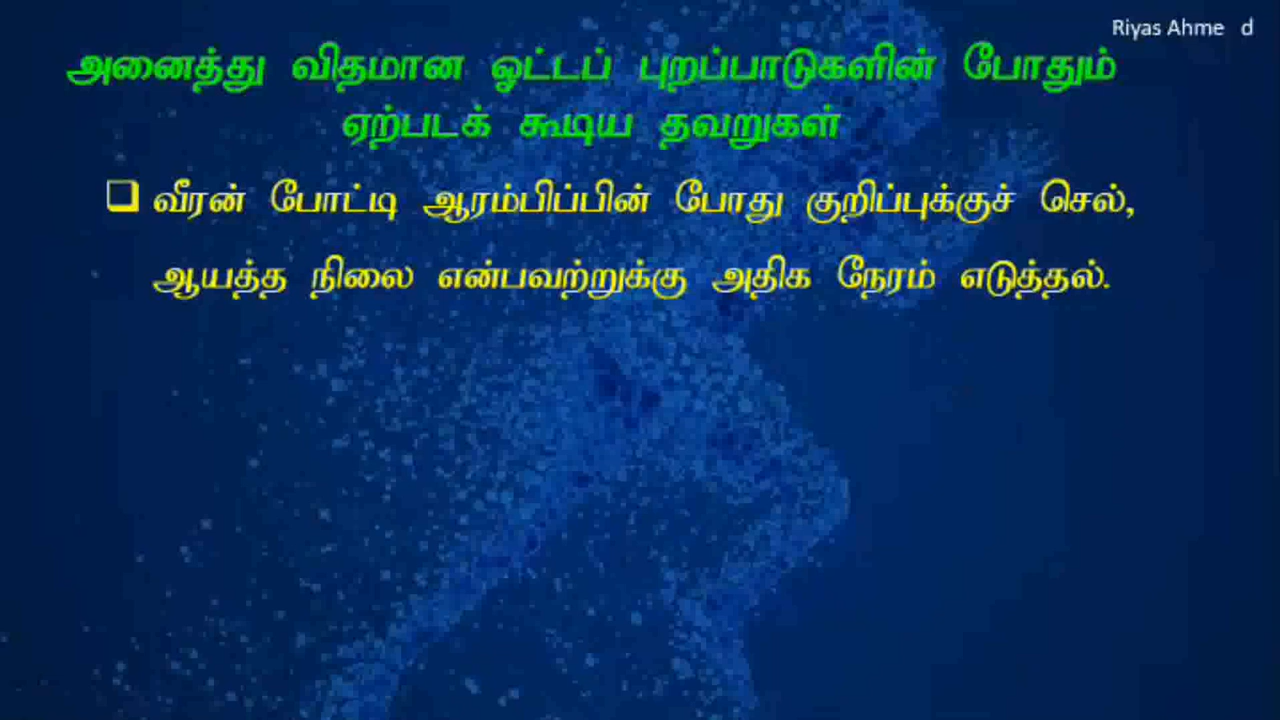 Riyas Ahme d
அனைத்து விதமான ஓட்டப் புறப்பாடுகளின் போதும்
ஏற்படக் கூடிய தவறுகள்
❑ வீரன் போட்டி ஆரம்பிப்பின் போது குறிப்புக்குச் செல்,
ஆயத்த நிலை என்பவற்றுக்கு அதிக நேரம் எடுத்தல்.